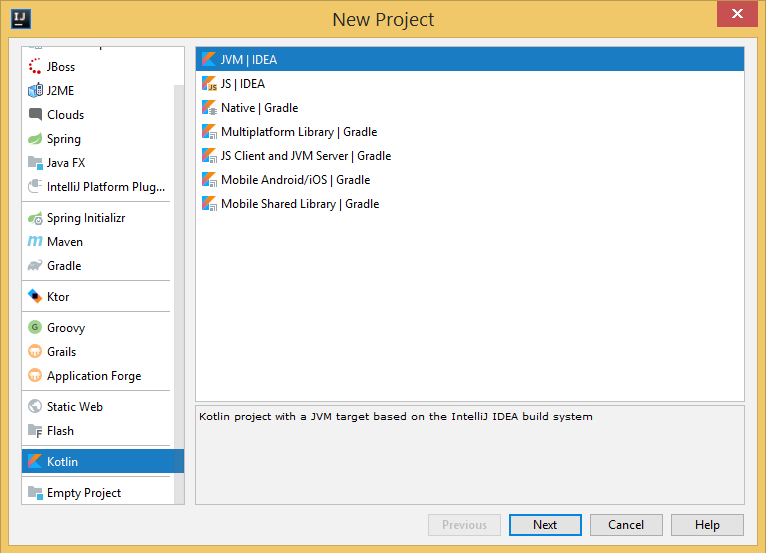 New Project
JBoss
J2ME
Clouds
Spring
Java FX
IntelliJ Platform Plug...
Spring Initializr
Maven
Gradle
Ktor
Groovy
Grails
Application Forge
Static Web
Flash
Kotlin
Empty Project
JVM | IDEA
JS | IDEA
Native | Gradle
Multiplatform Library | Gradle
JS Client and JVM Server | Gradle
Mobile Android/iOS | Gradle
Mobile Shared Library | Gradle
Kotlin project with a JVM target based on the IntelliJ IDEA build system
Previous
Next
Cancel
Help